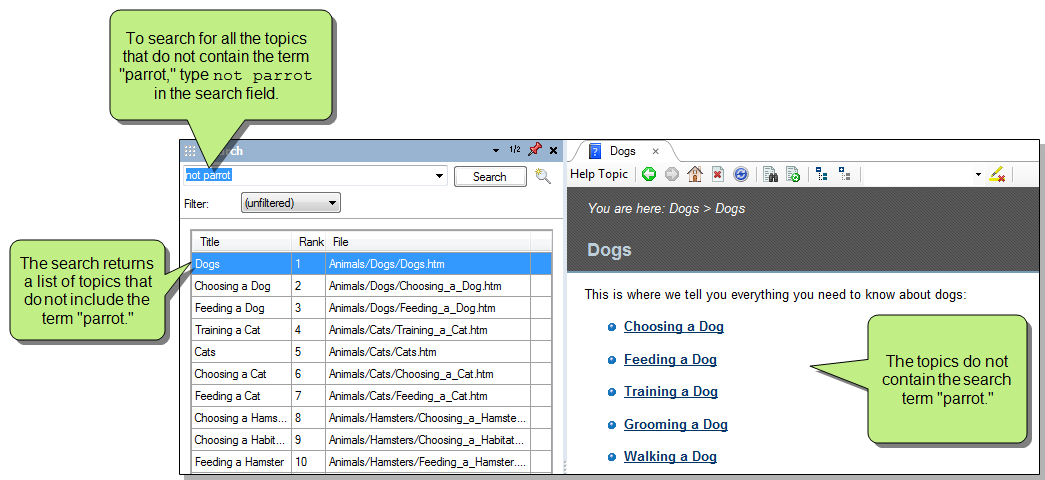 To search for all the topics
that do not contain the term
"parrot," type not parrot
in the search field.
ch
1/2
not parrot
Search
Filter:
(unfiltered)
Title Rank File
Dogs 1 Animals/Dogs/Dogs.htm
Choosing a Dog 2 Animals/Dogs/Choosing_a_Dog.htm
Feeding a Dog 3 Animals/Dogs/Feeding_a_Dog.htm
Training a Cat 4 Animals/Cats/Training_a_Cat.htm
Cats 5 Animals/Cats/Cats.htm
Choosing a Cat 6 Animals/Cats/Choosing_a_Cat.htm
Feeding a Cat 7 Animals/Cats/Feeding_a_Cat.htm
Choosing a Hams... 8 Animals/Hamsters/Choosing_a_Hamste...
Choosing a Habit... 9 Animals/Hamsters/Choosing_a_Habitat...
Feeding a Hamster 10 Animals/Hamsters/Feeding_a_Hamster....
The search returns
a list of topics that
do not include the
term "parrot."
Dogs
Help Topic
You are here: Dogs > Dogs
Dogs
This is where we tell you everything you need to know about dogs:
Choosing a Dog
Feeding a Dog
Training a Dog
Grooming a Dog
Walking a Dog
The topics do not
contain the search
term "parrot."